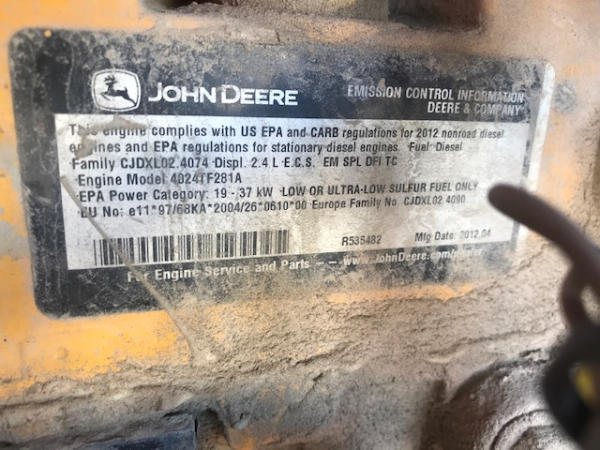 JOHN DEERE
EMISSION CONTROL INFORMATION
DEERE & COMPANY
This engine complies with US EPA and CARB regulations for 2012 nonroad diesel
engines and EPA regulations for stationary diesel engines. Fuel: Diesel
Family CJDXL02.4074 Displ. 2.4 L E.C.S. EM SPL DFI TC
Engine Model 4024TF281A
EPA Power Category: 19 - 37 kW LOW OR ULTRA-LOW SULFUR FUEL ONLY
EU No: e11*97/68KA*2004/26*0610*00 Europe Family No. CJDXL02 4090
R535482 Mfg Date: 2012.04
For Engine Service and Parts - - www.JohnDeere.com/